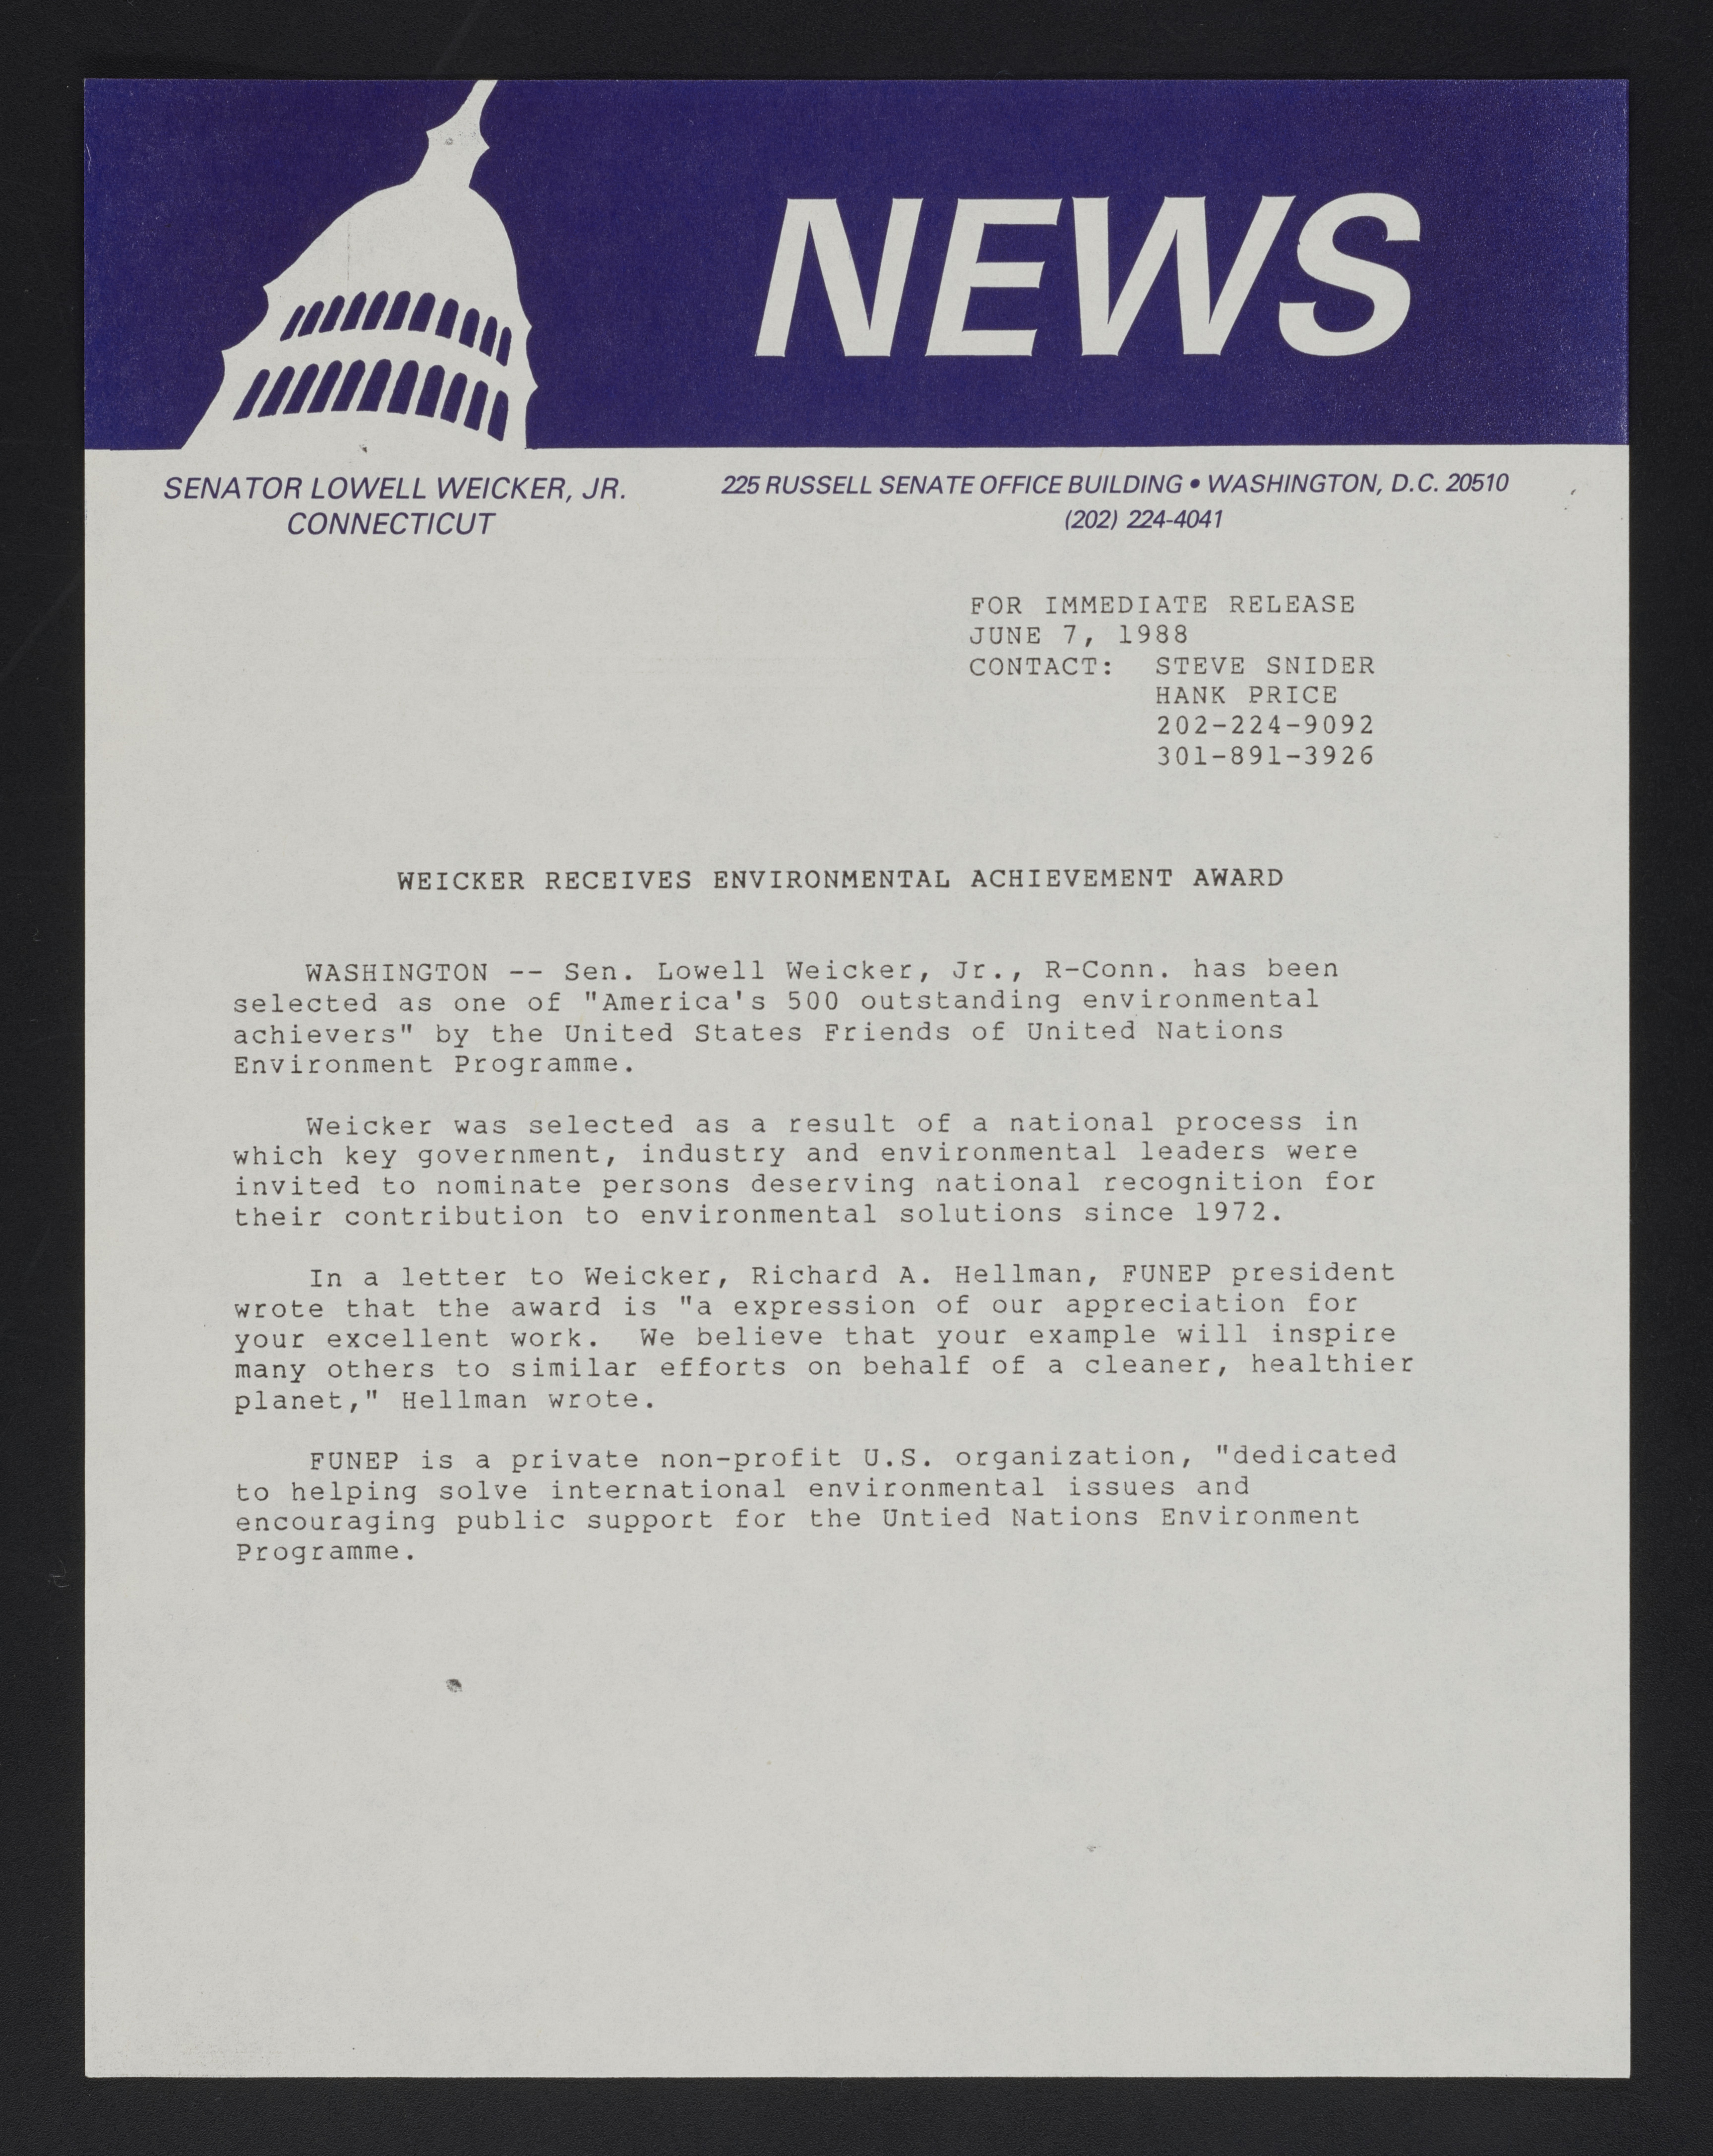 NEWS
SENATOR LOWELL WEICKER, JR.
CONNECTICUT
225 RUSSELL SENATE OFFICE BUILDING • WASHINGTON, D.C. 20510
(202) 224-4041
FOR IMMEDIATE RELEASE
JUNE 7, 1988
CONTACT: STEVE SNIDER
HANK PRICE
202-224-9092
301-891-3926
WEICKER RECEIVES ENVIRONMENTAL ACHIEVEMENT AWARD
WASHINGTON -- Sen. Lowell Weicker, Jr., R-Conn. has been
selected as one of "America's 500 outstanding environmental
achievers" by the United States Friends of United Nations
Environment Programme.
Weicker was selected as a result of a national process in
which key government, industry and environmental leaders were
invited to nominate persons deserving national recognition for
their contribution to environmental solutions since 1972.
In a letter to Weicker, Richard A. Hellman, FUNEP president
wrote that the award is "a expression of our appreciation for
your excellent work. We believe that your example will inspire
many others to similar efforts on behalf of a cleaner, healthier
planet," Hellman wrote.
FUNEP is a private non-profit U.S. organization, "dedicated
to helping solve international environmental issues and
encouraging public support for the Untied Nations Environment
Programme.